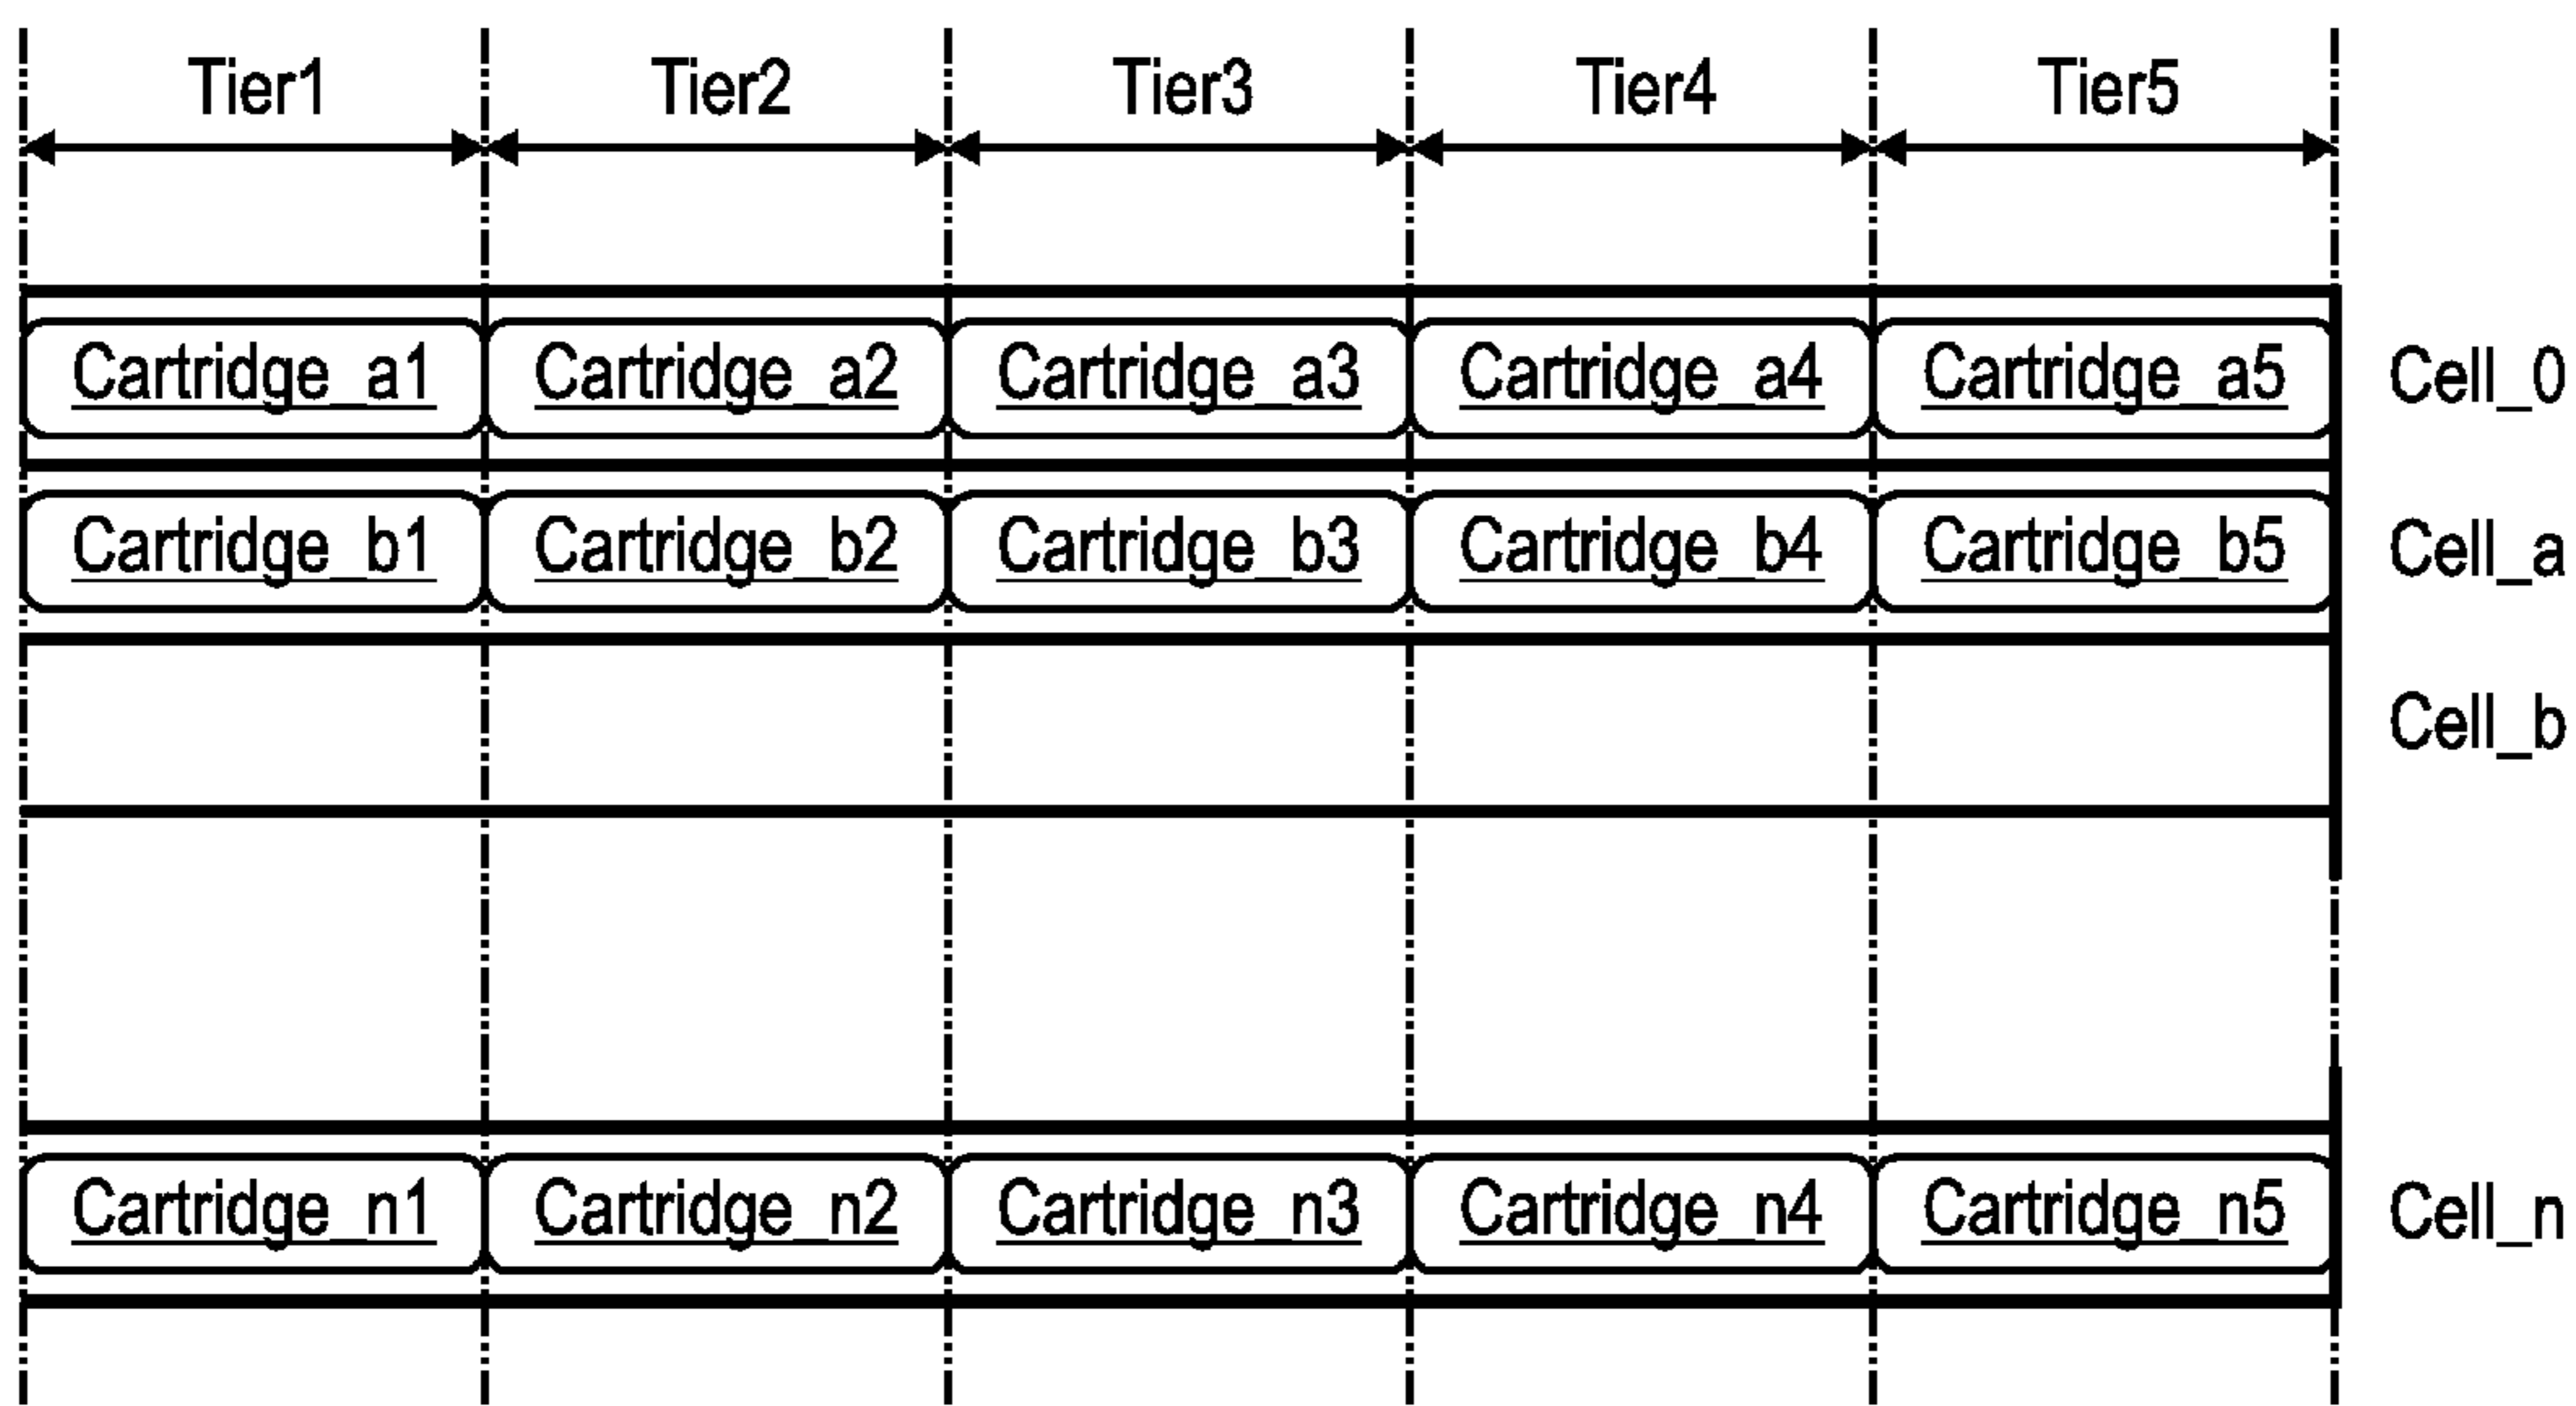 Tier1 Tier2 Tier3 Tier4 Tier5
Cartridge_a1 Cartridge_a2 Cartridge_a3 Cartridge_a4 Cartridge_a5 Cell_0
Cartridge_b1 Cartridge_b2 Cartridge_b3 Cartridge_b4 Cartridge_b5 Cell_a
Cell_b
Cartridge_n1 Cartridge_n2 Cartridge_n3 Cartridge_n4 Cartridge_n5 Cell_n